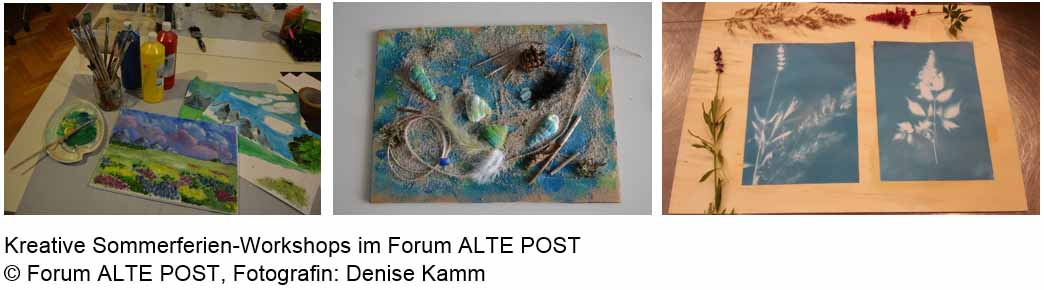 Kreative Sommerferien-Workshops im Forum ALTE POST
© Forum ALTE POST, Fotografin: Denise Kamm